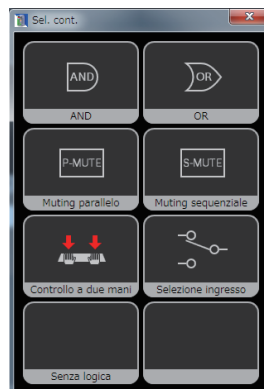 Sel. cont.
AND
OR
AND
OR
P-MUTE
S-MUTE
Muting parallelo
Muting sequenziale
Controllo a due mani
Selezione ingresso
Senza logica